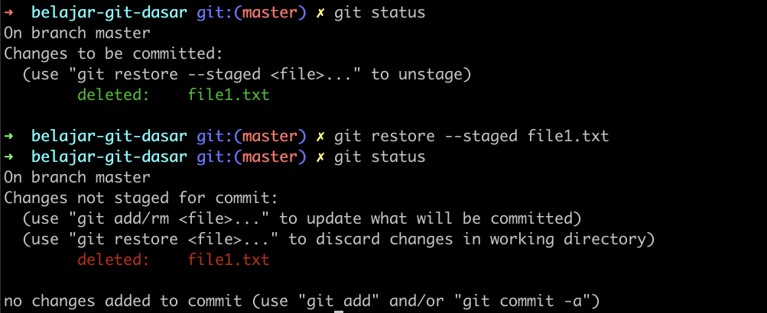 ➜  belajar-git-dasar git:(master) ✗ git status
On branch master
Changes to be committed:
  (use "git restore --staged <file>..." to unstage)
        deleted:    file1.txt

➜  belajar-git-dasar git:(master) ✗ git restore --staged file1.txt
➜  belajar-git-dasar git:(master) ✗ git status
On branch master
Changes not staged for commit:
  (use "git add/rm <file>..." to update what will be committed)
  (use "git restore <file>..." to discard changes in working directory)
        deleted:    file1.txt

no changes added to commit (use "git add" and/or "git commit -a")